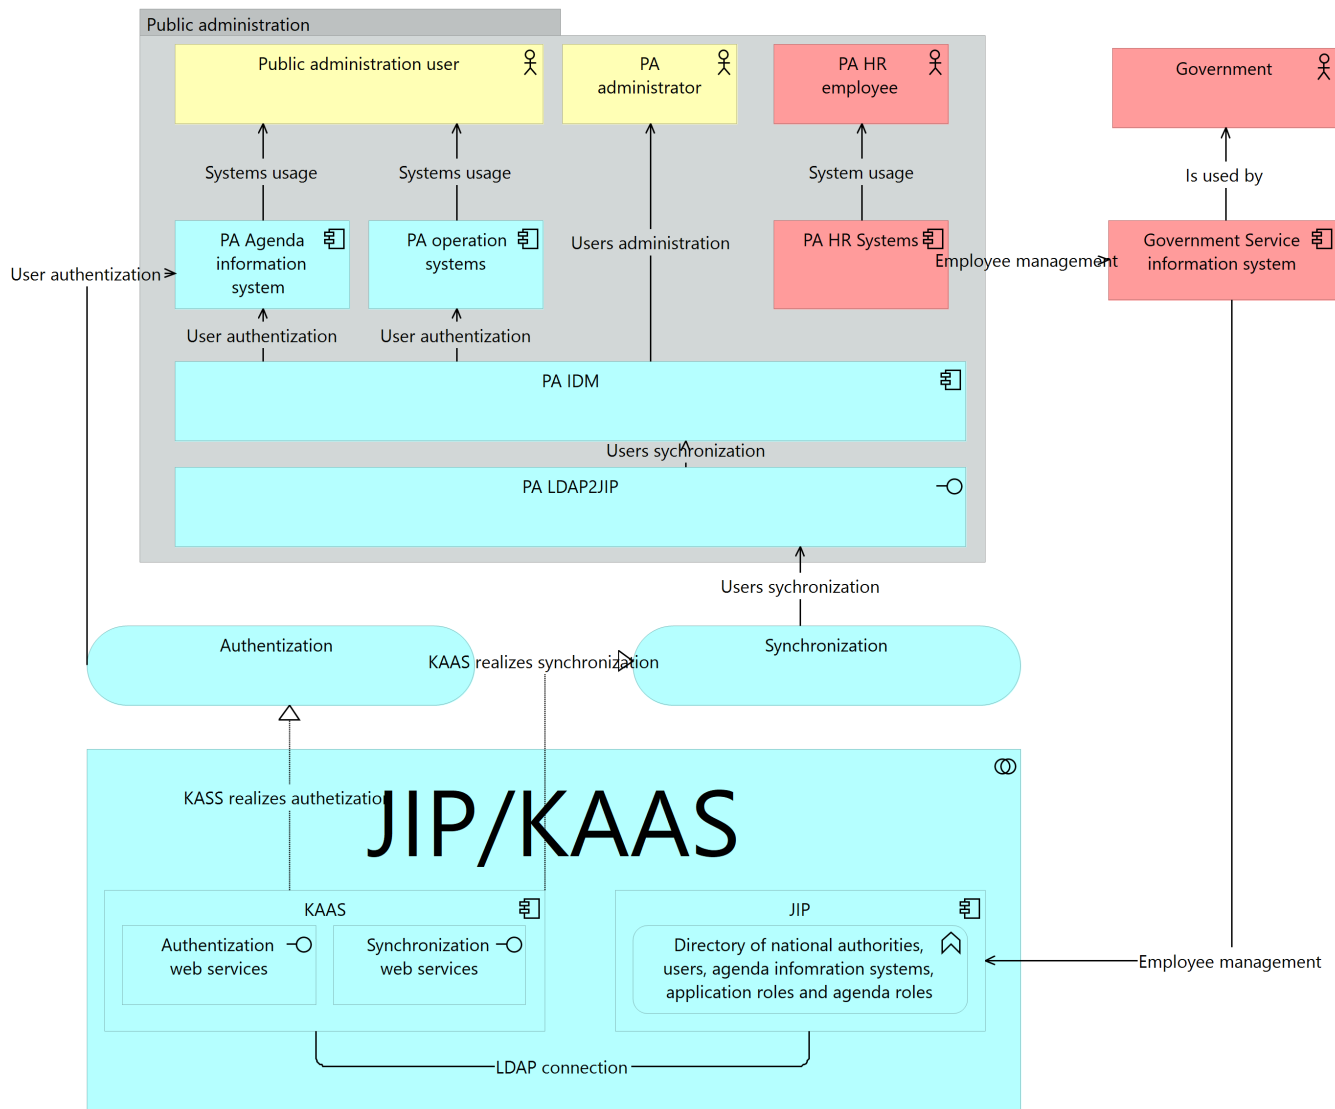 Public administration
Public administration user
PA
administrator
PA HR
employee
Government
Systems usage
Systems usage
System usage
Is used by
Users administration
PA Agenda
information
system
PA operation
systems
PA HR Systems
Government Service
information system
User authentization
Employee management
User authentization
User authentization
PA IDM
Users sychronization
PA LDAP2JIP
Users sychronization
Authentization
Synchronization
KAAS realizes synchronization
KASS realizes authetization
JIP/KAAS
KAAS
JIP
Authentization
web services
Synchronization
web services
Directory of national authorities,
users, agenda infomration systems,
application roles and agenda roles
Employee management
LDAP connection